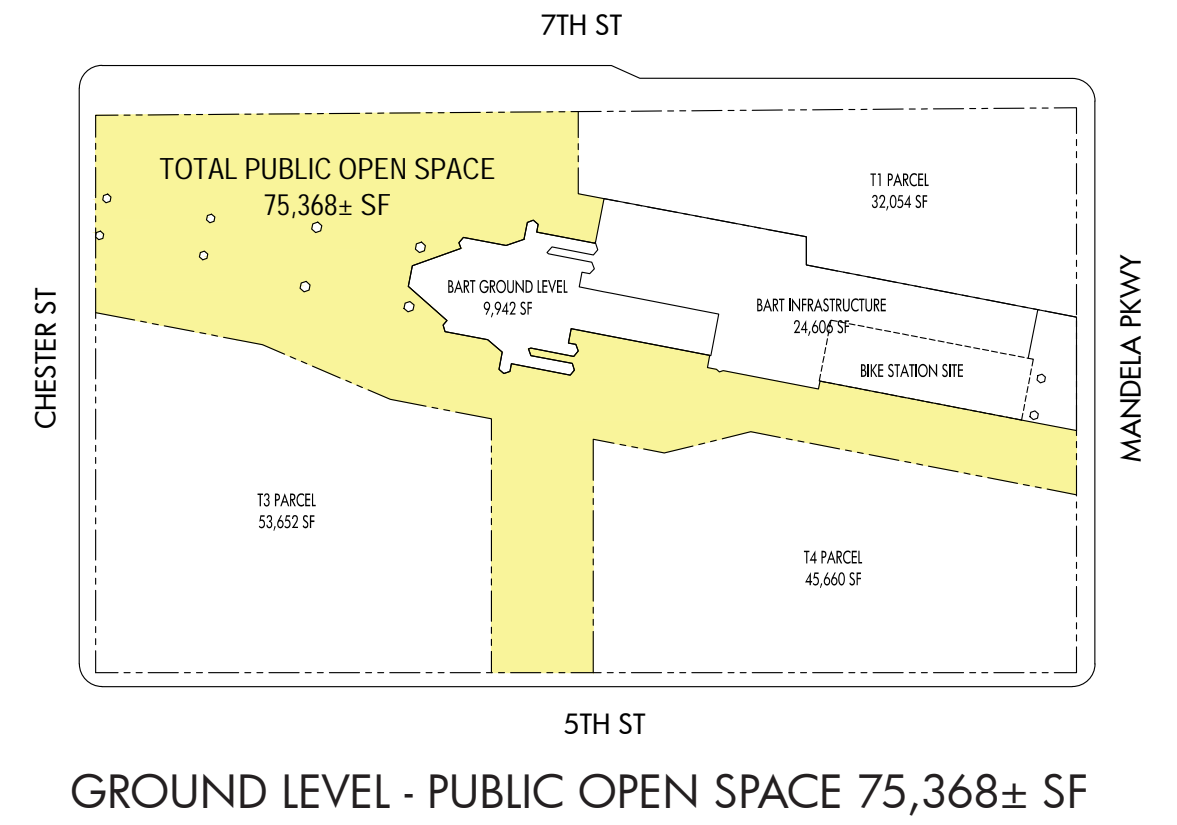 7TH ST
TOTAL PUBLIC OPEN SPACE
75,368± SF
T1 PARCEL
32,054 SF
BART GROUND LEVEL
9,942 SF
BART INFRASTRUCTURE
24,606 SF
BIKE STATION SITE
CHESTER ST
MANDELA PKWY
T3 PARCEL
53,652 SF
T4 PARCEL
45,660 SF
5TH ST
GROUND LEVEL - PUBLIC OPEN SPACE 75,368± SF